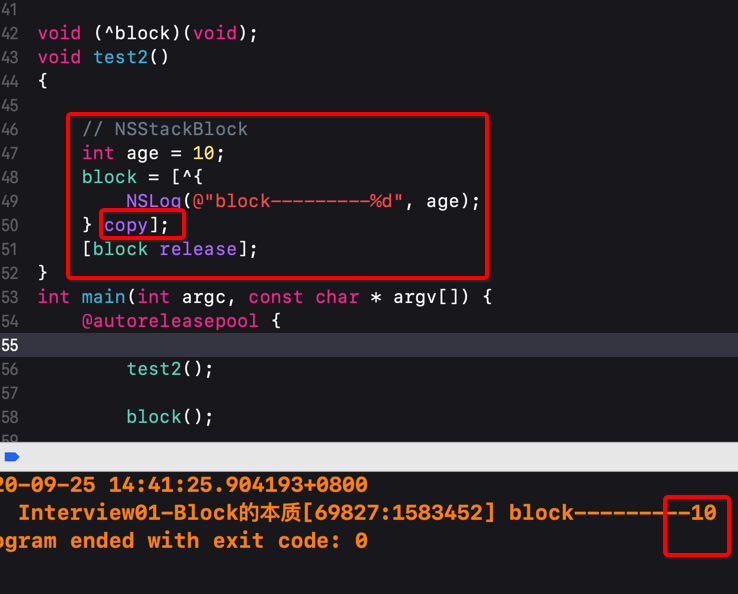 41
42 void (^block)(void);
43 void test2()
44 {
45
46 // NSStackBlock
47 int age = 10;
48 block = [^{
49 NSLog(@"block---------%d", age);
50 } copy];
51 [block release];
52 }
53 int main(int argc, const char * argv[]) {
54 @autoreleasepool {
55
56 test2();
57
58 block();
59
20-09-25 14:41:25.904193+0800
Interview01-Block的本质[69827:1583452] block---------10
ogram ended with exit code: 0